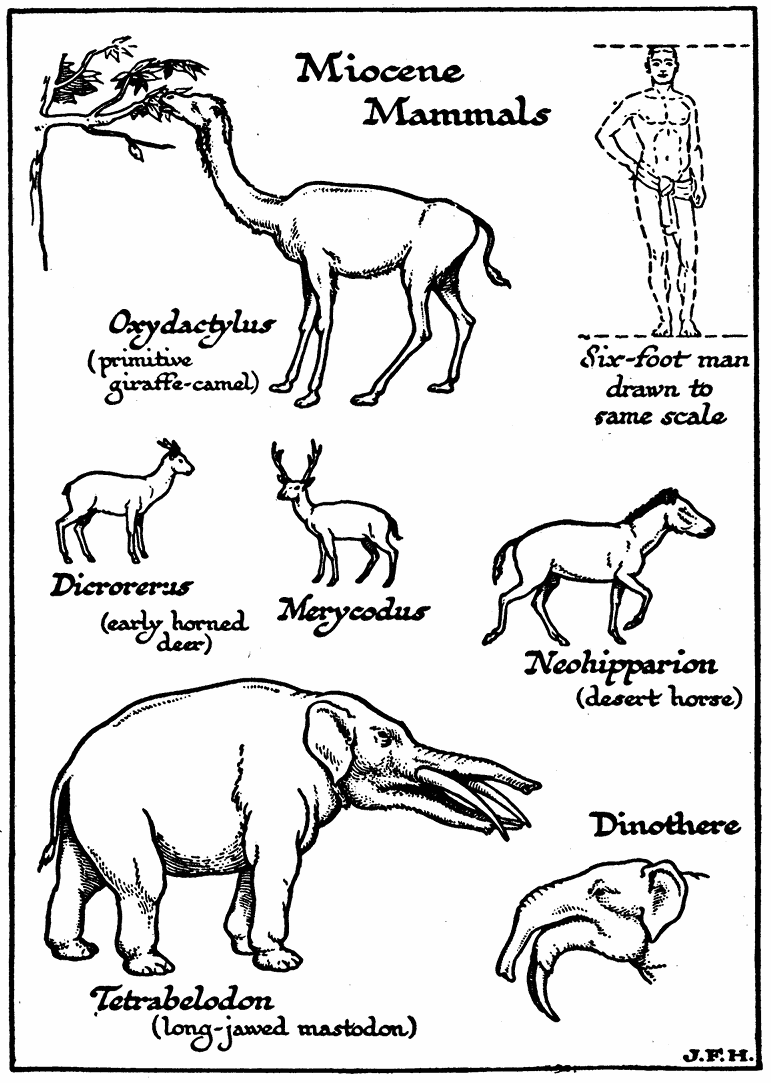 Miocene
Mammals
Oxydactylus
(primitive
giraffe-camel)
Six-foot man
drawn to
same scale
Dicrorerus
(early horned
deer)
Merycodus
Neohipparion
(desert horse)
Dinothere
Tetrabelodon
(long-jawed mastodon)
J.F.H.